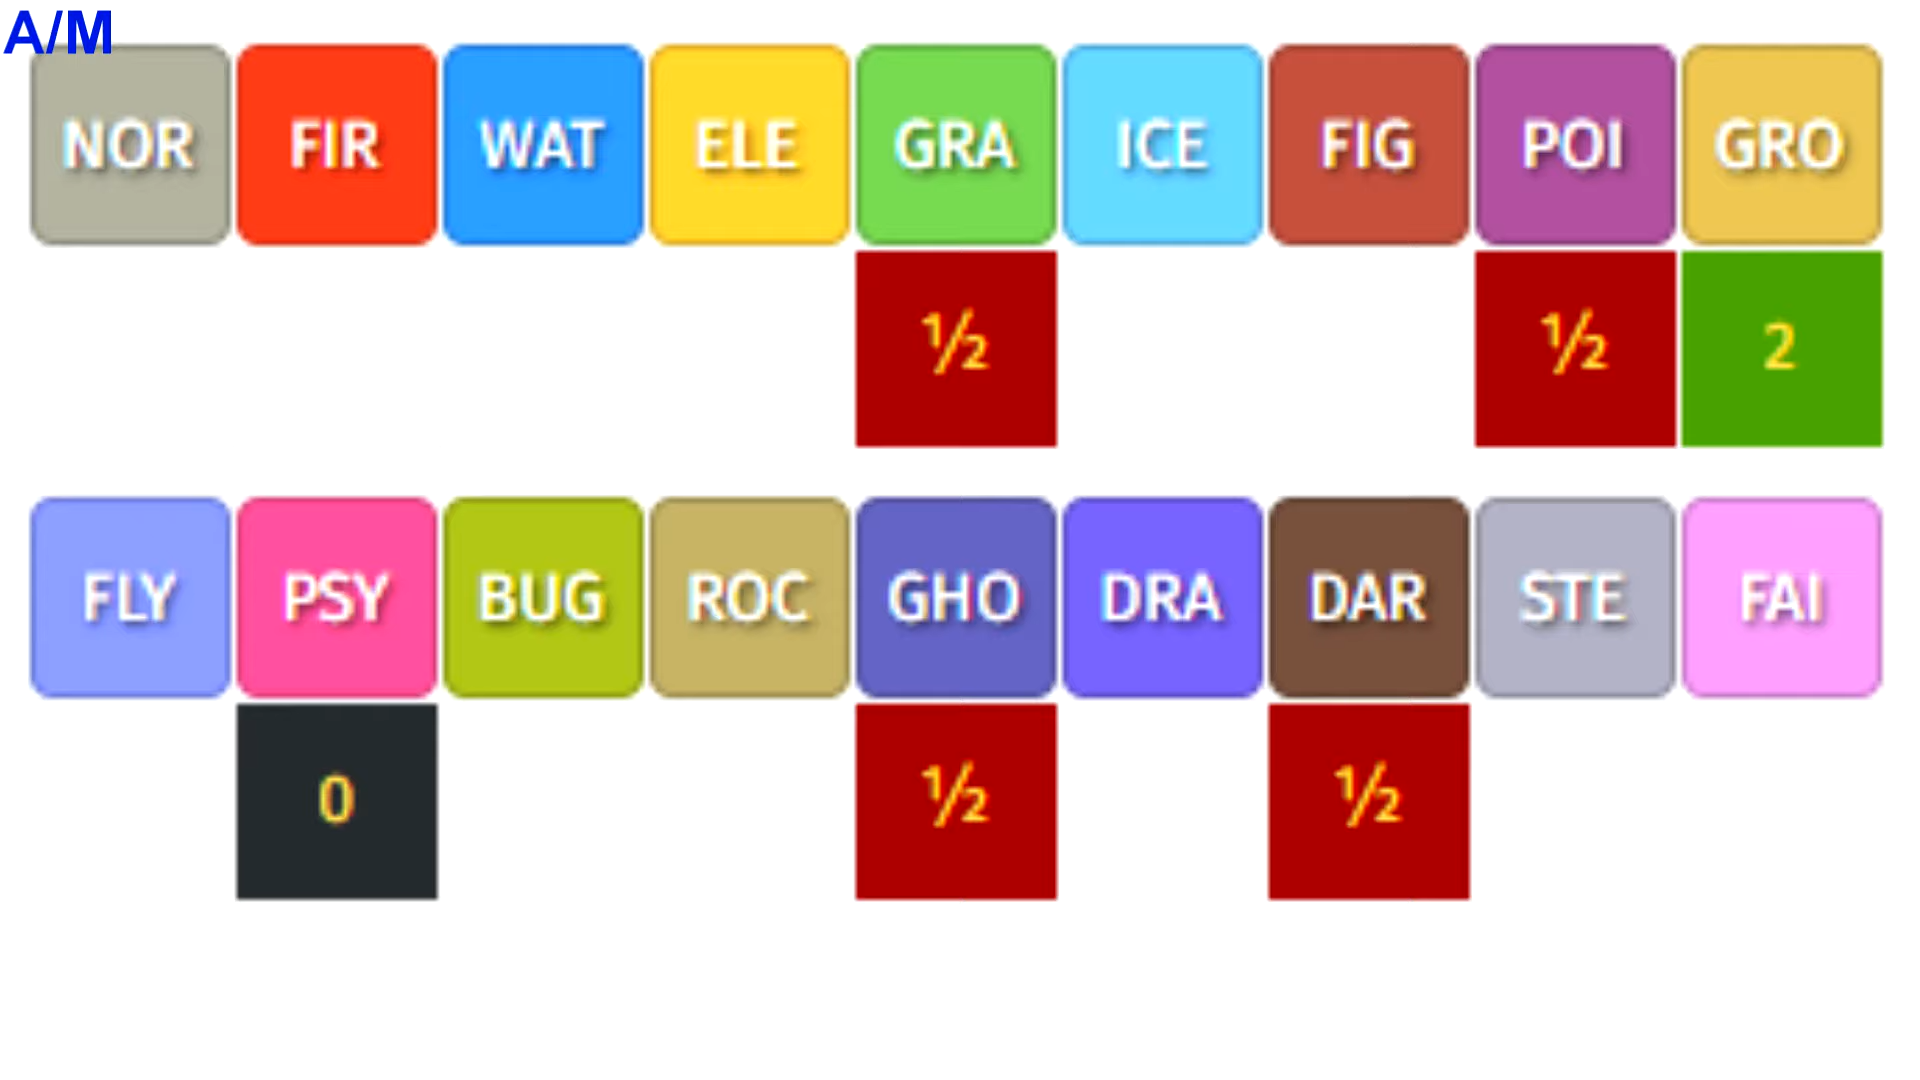 A/M
NOR FIR WAT ELE GRA ICE FIG POI GRO
½ ½ 2
FLY PSY BUG ROC GHO DRA DAR STE FAI
0 ½ ½